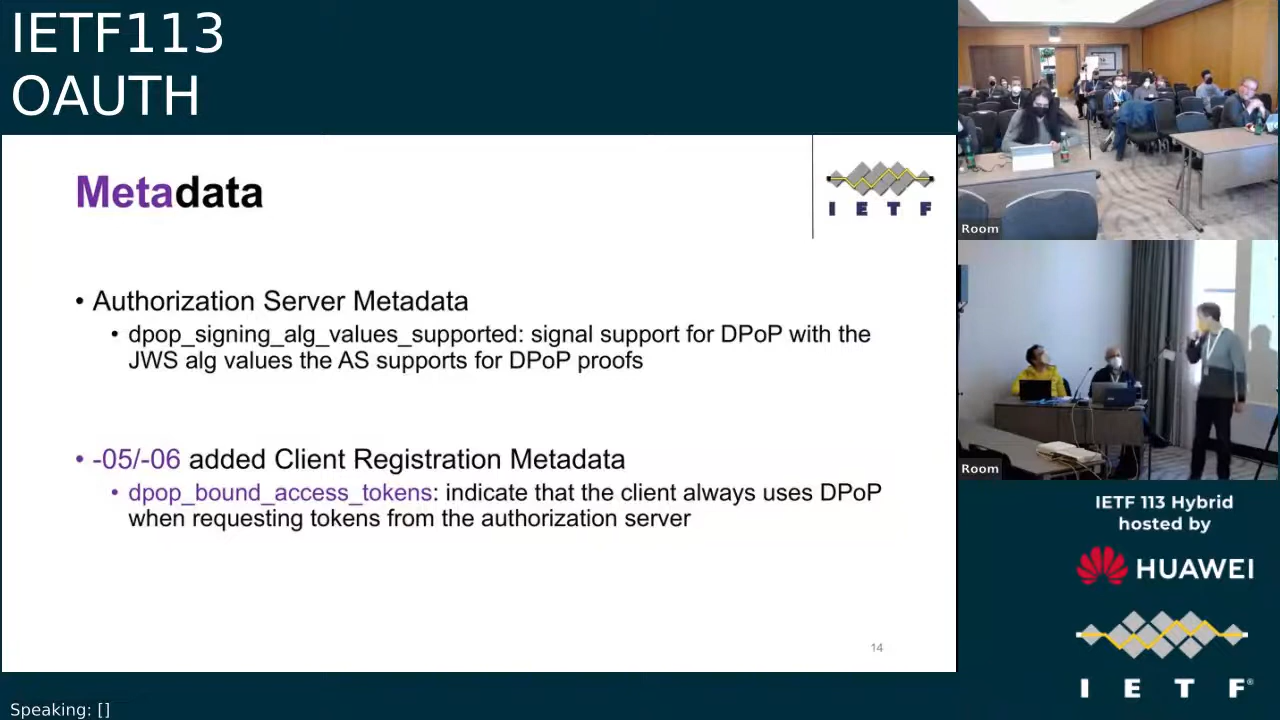 IETF113
OAUTH
Metadata
I E T F
• Authorization Server Metadata
• dpop_signing_alg_values_supported: signal support for DPoP with the
JWS alg values the AS supports for DPoP proofs
• -05/-06 added Client Registration Metadata
• dpop_bound_access_tokens: indicate that the client always uses DPoP
when requesting tokens from the authorization server
14
Room
Room
IETF 113 Hybrid
hosted by
HUAWEI
I E T F®
Speaking: []